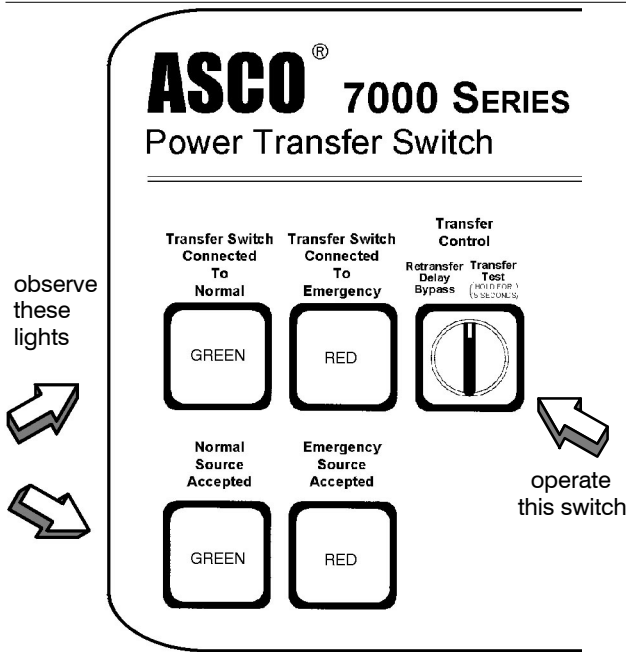 ASCO® 7000 SERIES
Power Transfer Switch
observe
these
lights
Transfer Switch
Connected
To
Normal
Transfer Switch
Connected
To
Emergency
Transfer
Control
Retransfer
Delay
Bypass
Transfer
Test
(HOLD FOR
5 SECONDS)
GREEN
RED
operate
this switch
Normal
Source
Accepted
Emergency
Source
Accepted
GREEN
RED